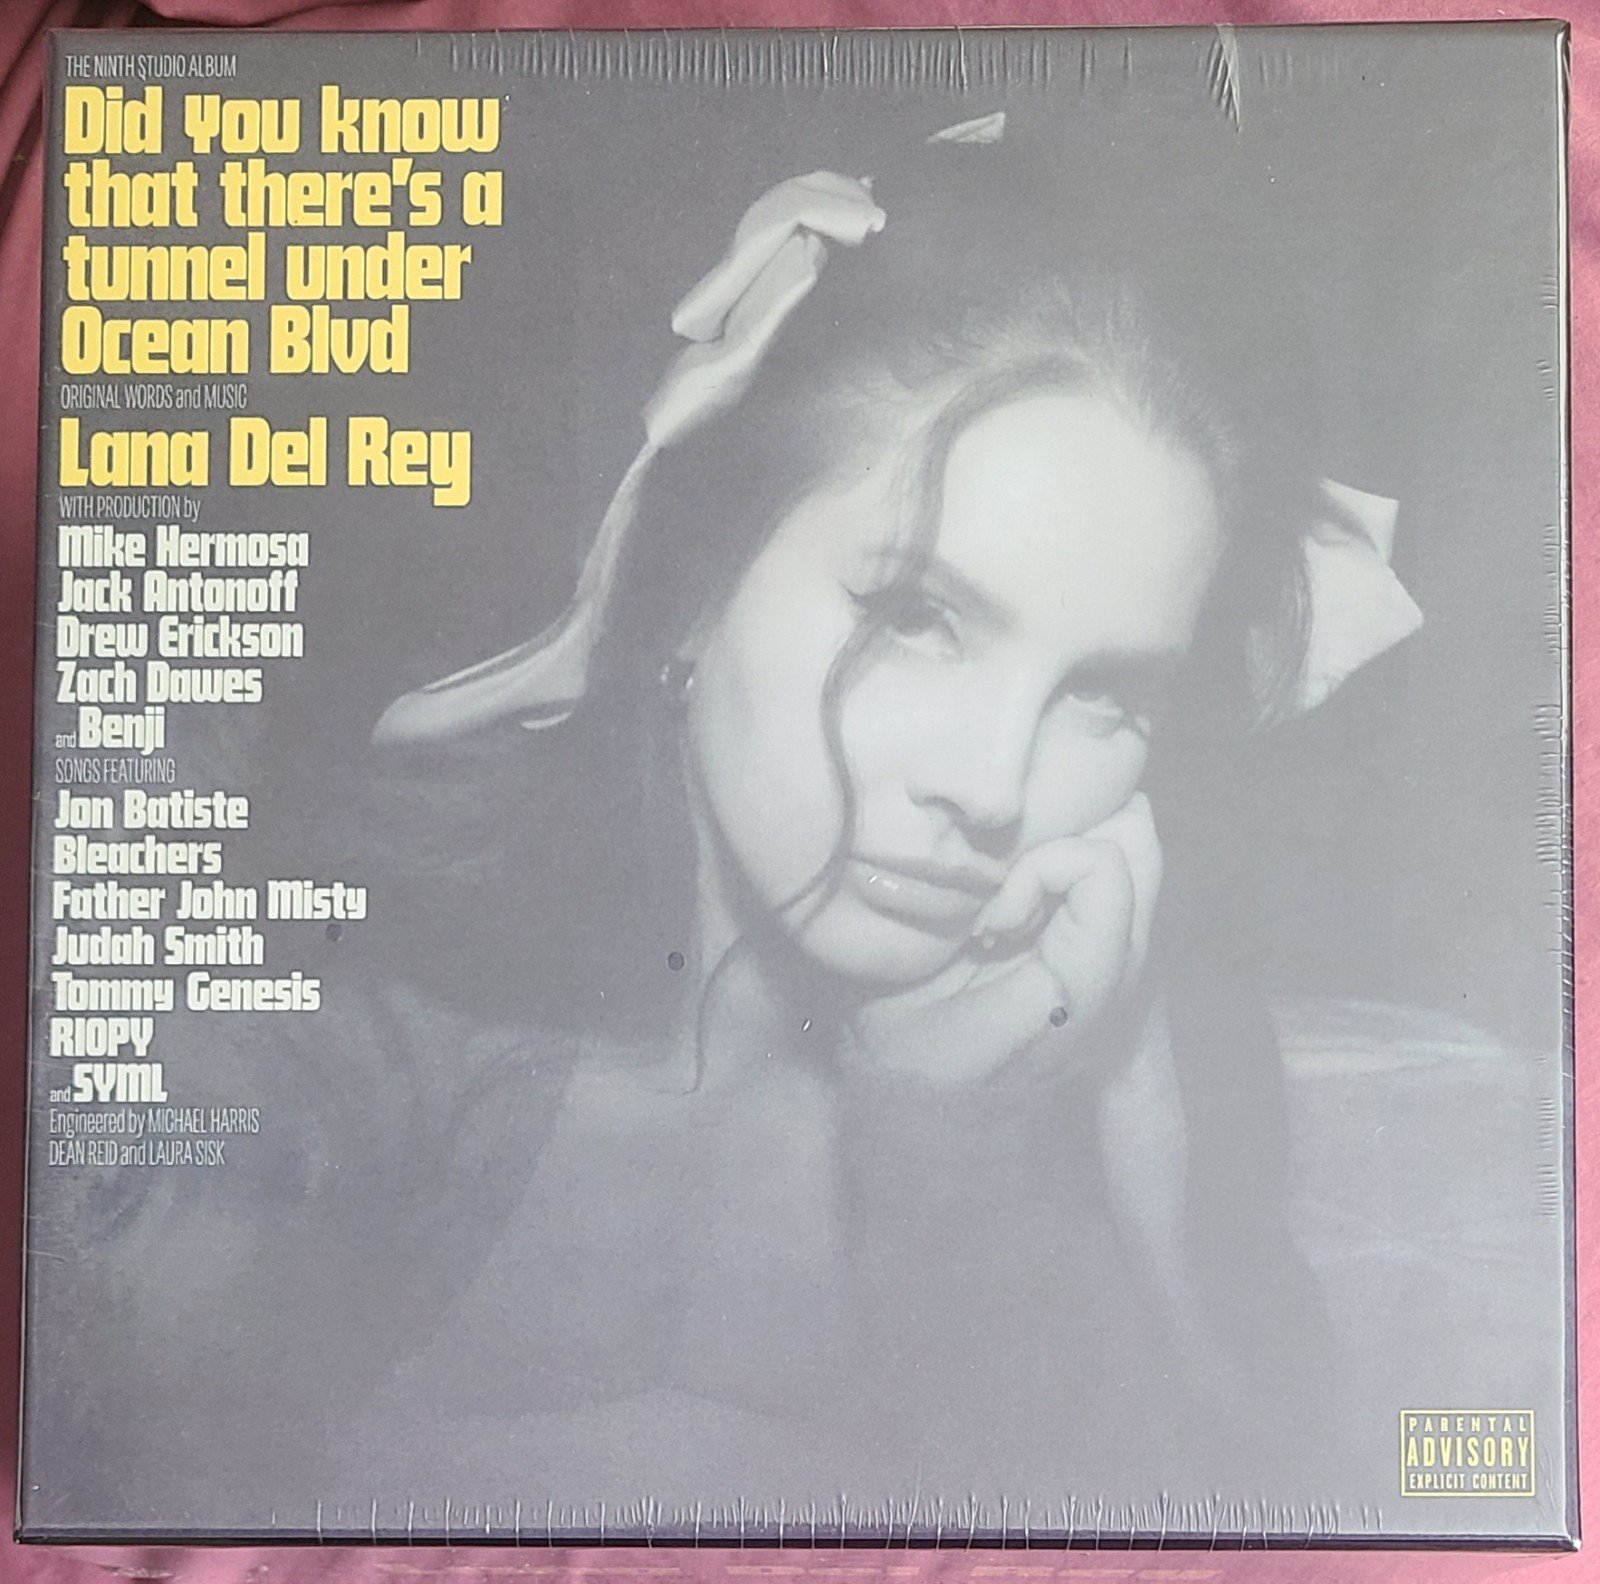 THE NINTH STUDIO ALBUM
Did you know
that there's a
tunnel under
Ocean Blvd
ORIGINAL WORDS and MUSIC
Lana Del Rey
WITH PRODUCTION by
Mike Hermosa
Jack Antonoff
Drew Erickson
Zach Dawes
and Benji
SONGS FEATURING
Jon Batiste
Bleachers
Father John Misty
Judah Smith
Tommy Genesis
RIOPY
and SYML
Engineered by MICHAEL HARRIS
DEAN REID and LAURA SISK
PARENTAL
ADVISORY
EXPLICIT CONTENT